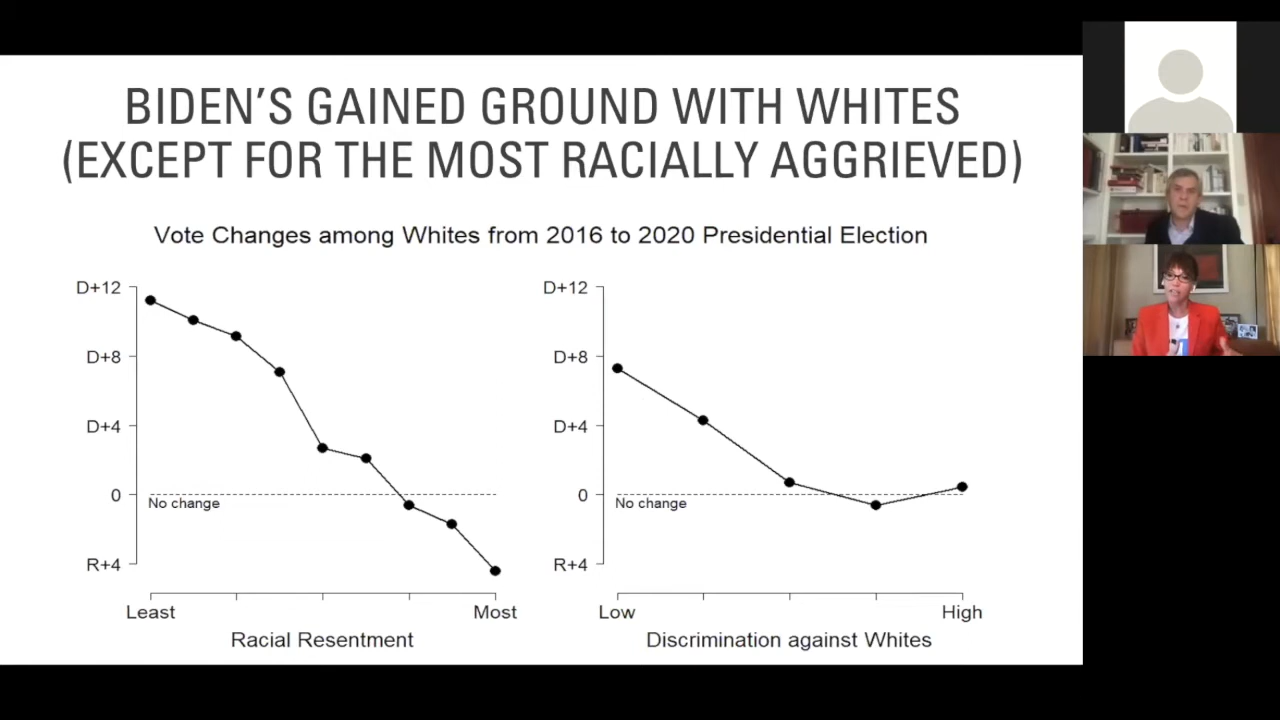 BIDEN'S GAINED GROUND WITH WHITES
(EXCEPT FOR THE MOST RACIALLY AGGRIEVED)
Vote Changes among Whites from 2016 to 2020 Presidential Election
D+12
D+8
D+4
0
R+4
No change
Least
Most
Racial Resentment
D+12
D+8
D+4
0
R+4
No change
Low
High
Discrimination against Whites